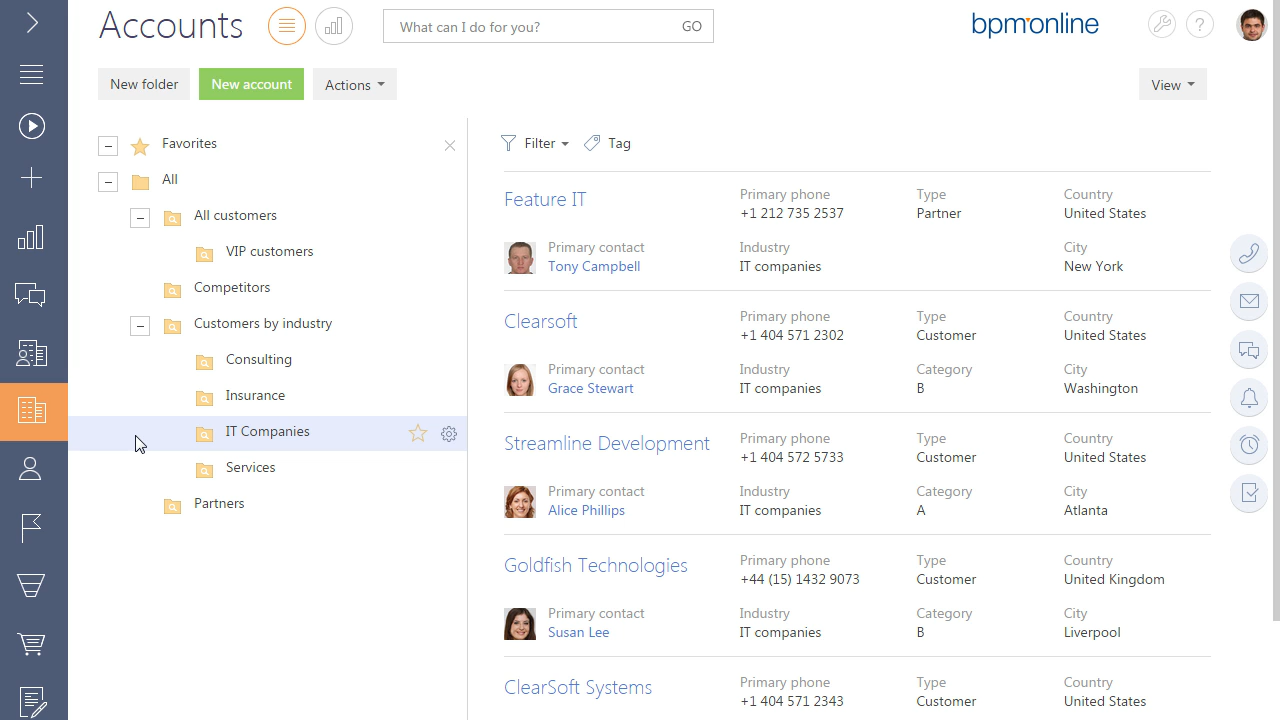 Accounts
What can I do for you?
GO
bpm'online
New folder
New account
Actions
View
Favorites
All
All customers
VIP customers
Competitors
Customers by industry
Consulting
Insurance
IT Companies
Services
Partners
Filter
Tag
Feature IT
Primary phone
+1 212 735 2537
Type
Partner
Country
United States
Primary contact
Tony Campbell
Industry
IT companies
City
New York
Clearsoft
Primary phone
+1 404 571 2302
Type
Customer
Country
United States
Primary contact
Grace Stewart
Industry
IT companies
Category
B
City
Washington
Streamline Development
Primary phone
+1 404 572 5733
Type
Customer
Country
United States
Primary contact
Alice Phillips
Industry
IT companies
Category
A
City
Atlanta
Goldfish Technologies
Primary phone
+44 (15) 1432 9073
Type
Customer
Country
United Kingdom
Primary contact
Susan Lee
Industry
IT companies
Category
B
City
Liverpool
ClearSoft Systems
Primary phone
+1 404 571 2343
Type
Customer
Country
United States